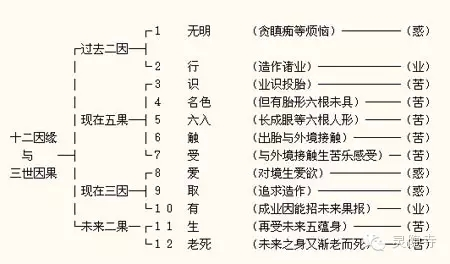 1 无明 (贪瞋痴等烦恼) (惑)
过去二因
2 行 (造作诸业) (业)
3 识 (业识投胎) (苦)
4 名色 (但有胎形六根未具) (苦)
现在五果 5 六入 (长成眼等六根人形) (苦)
十二因缘 6 触 (出胎与外境接触) (苦)
与 7 受 (与外境接触生苦乐感受) (苦)
三世因果 8 爱 (对境生爱欲) (惑)
现在三因 9 取 (追求造作) (惑)
10 有 (成业因能招未来果报) (业)
未来二果 11 生 (再受未来五蕴身) (苦)
12 老死 (未来之身又渐老而死) (苦)
灵隐寺